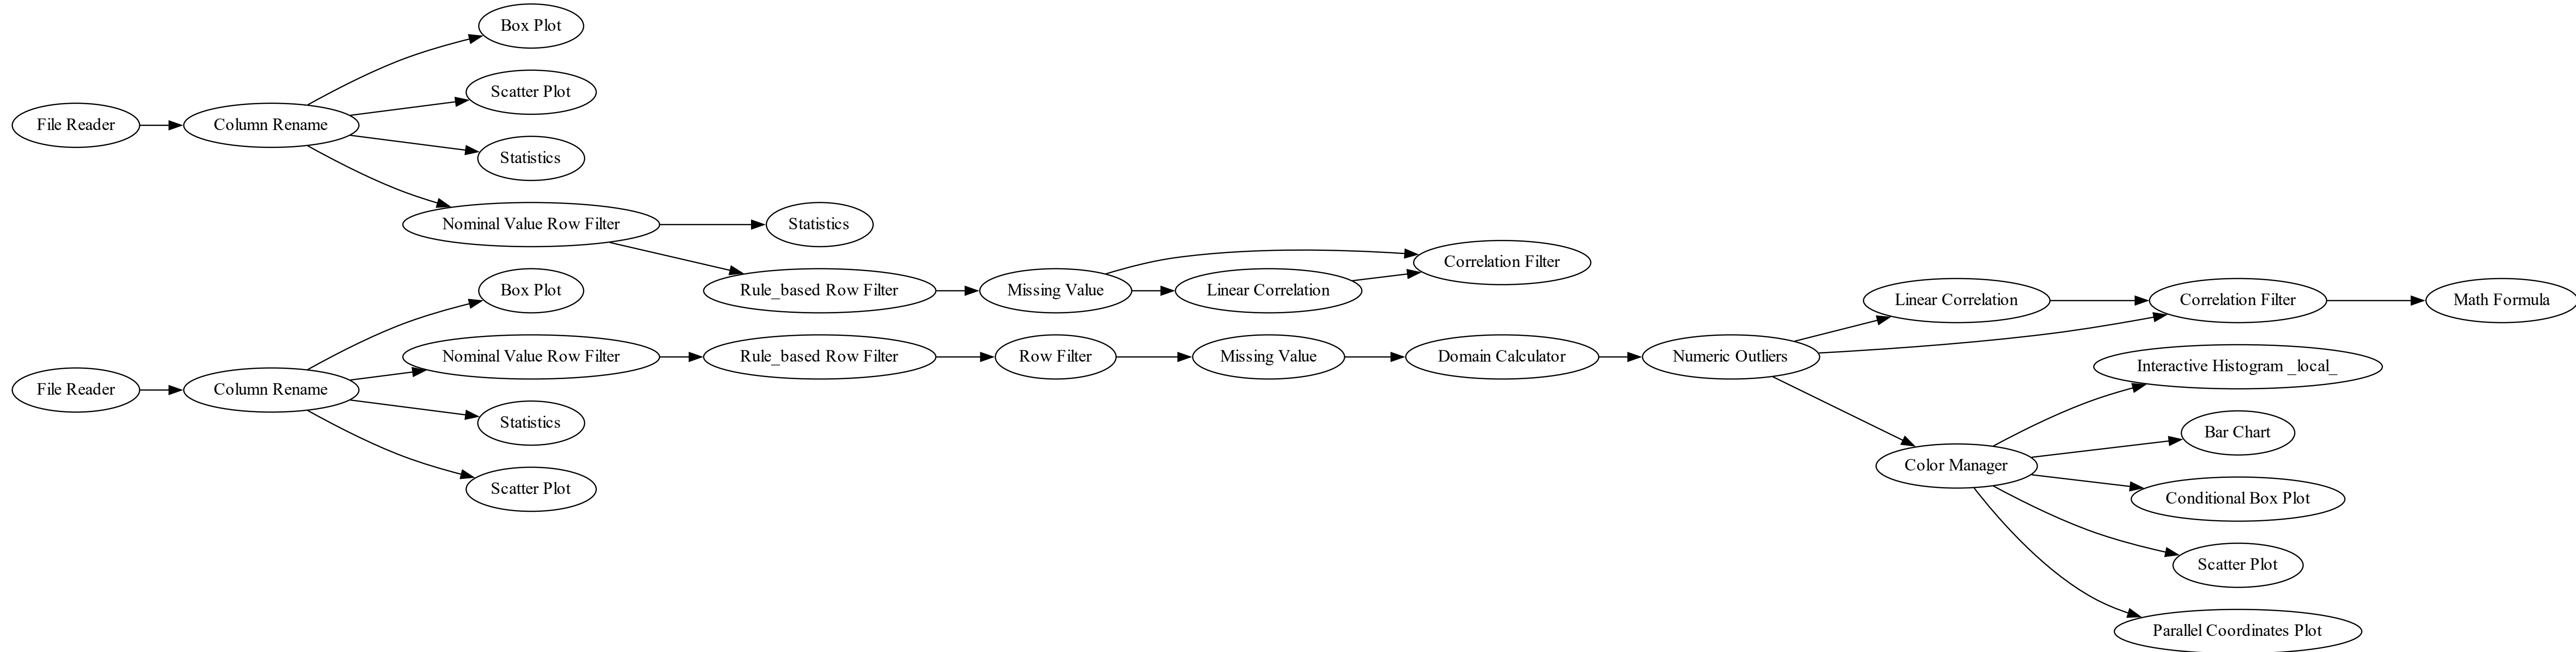 Box Plot
Scatter Plot
File Reader
Column Rename
Statistics
Nominal Value Row Filter
Statistics
Correlation Filter
Box Plot
Rule_based Row Filter
Missing Value
Linear Correlation
Linear Correlation
Correlation Filter
Math Formula
Nominal Value Row Filter
Rule_based Row Filter
Row Filter
Missing Value
Domain Calculator
Numeric Outliers
Interactive Histogram _local_
File Reader
Column Rename
Statistics
Bar Chart
Color Manager
Scatter Plot
Conditional Box Plot
Scatter Plot
Parallel Coordinates Plot